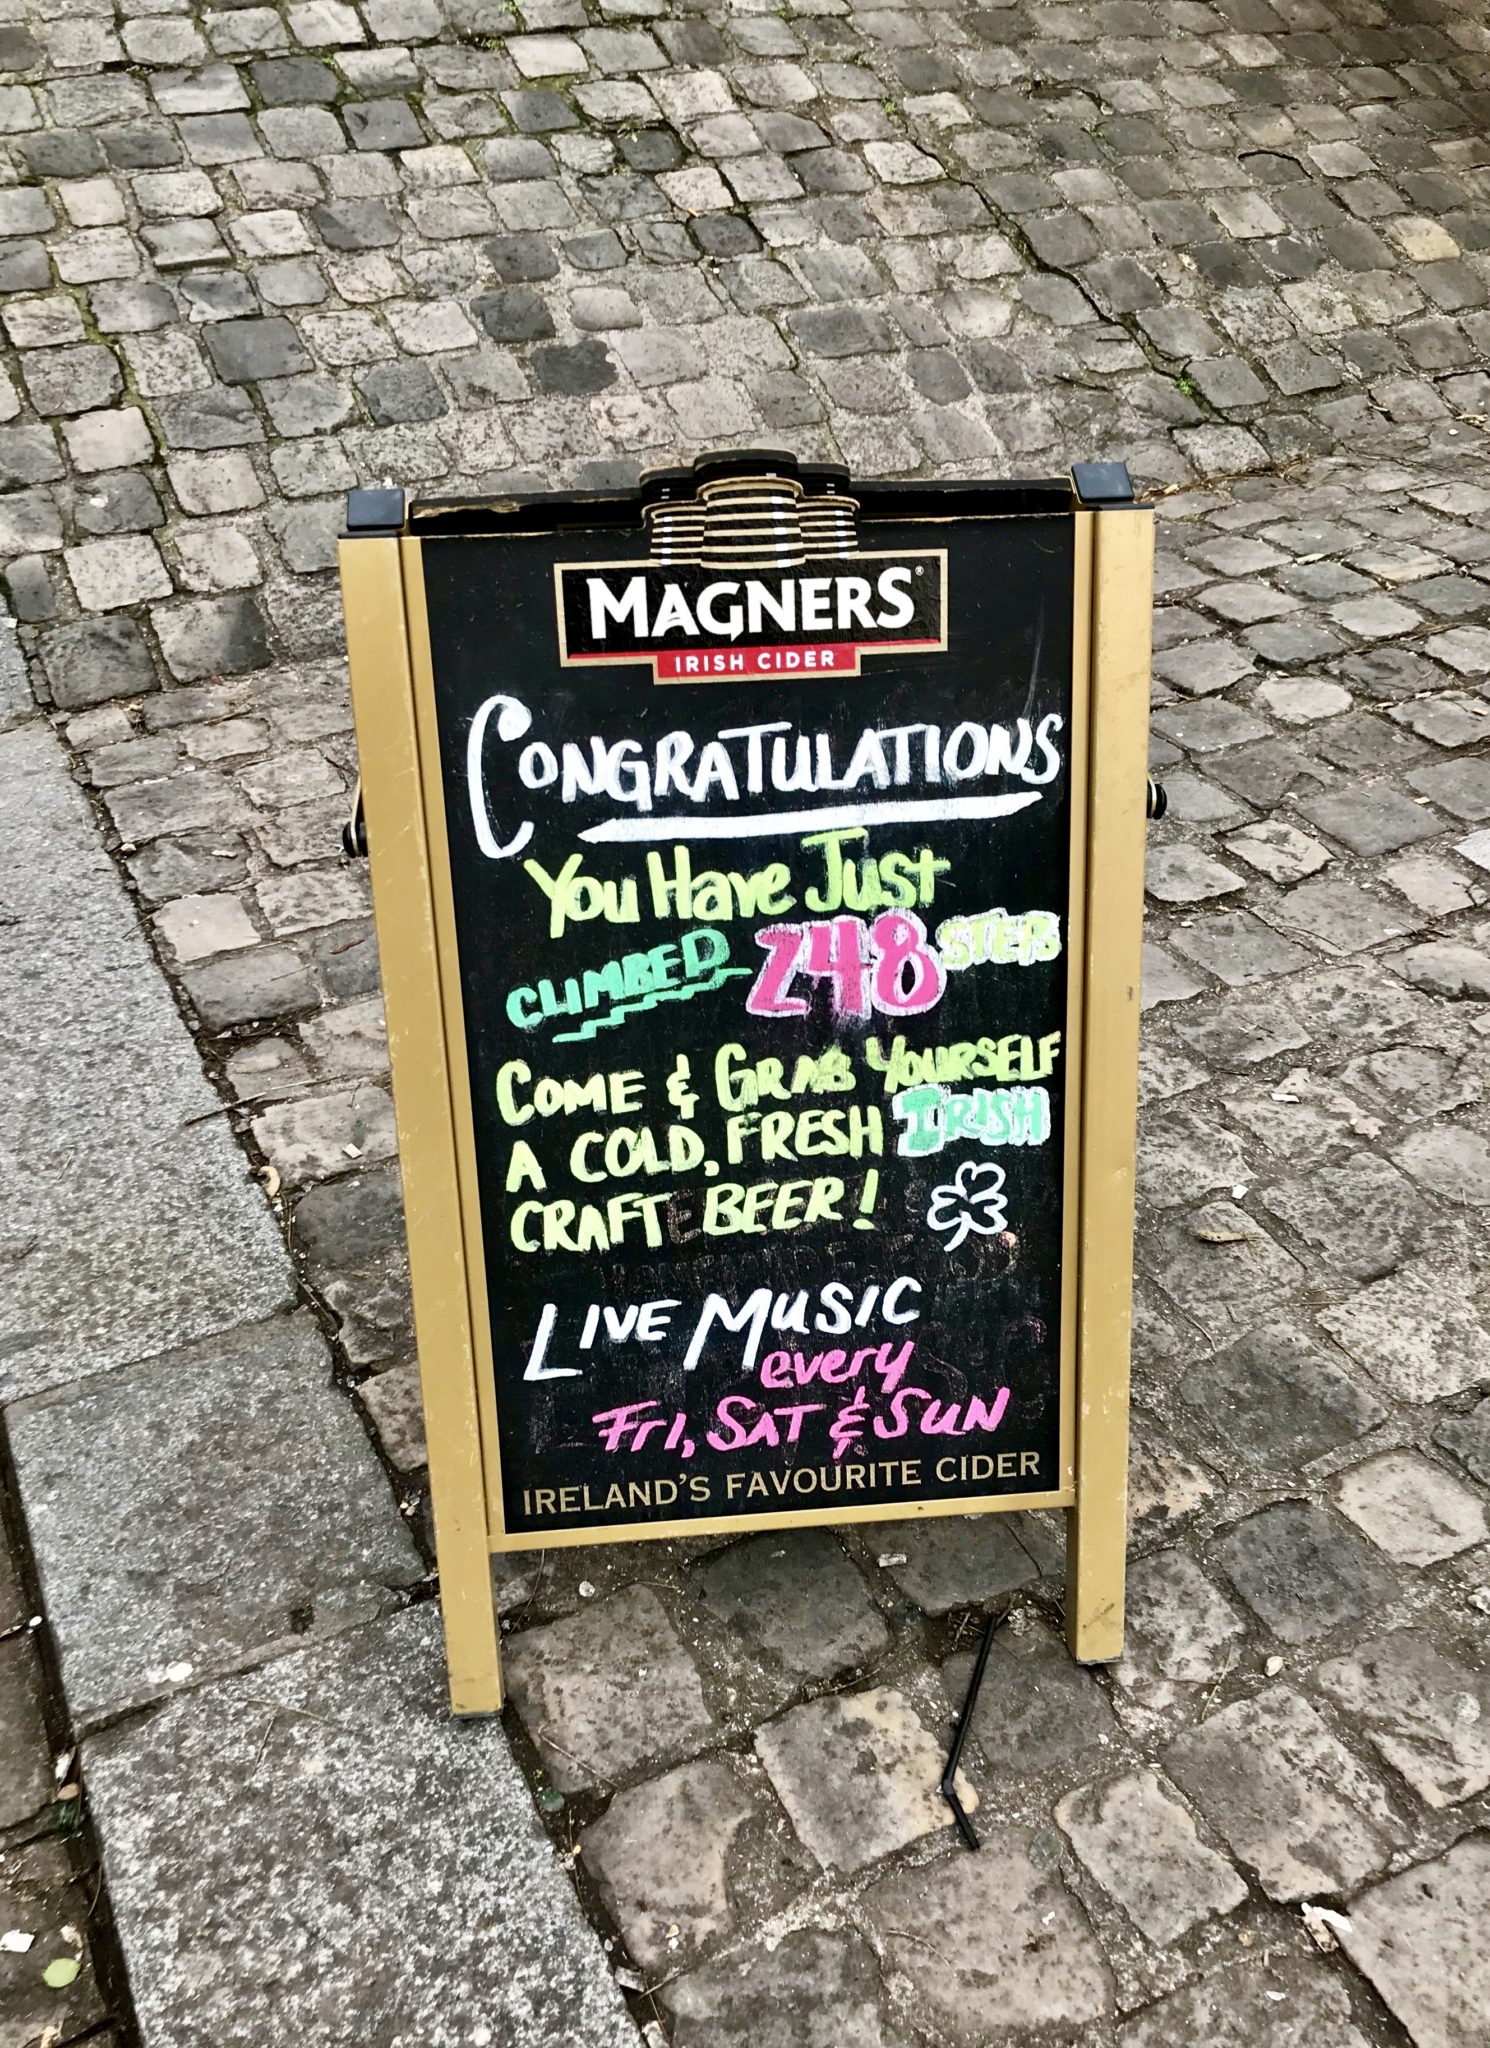 MAGNERS®
IRISH CIDER
CONGRATULATIONS
You Have Just
CLIMBED 248 STEPS
COME & GRAB YOURSELF
A COLD, FRESH IRISH
CRAFT BEER!
LIVE MUSIC
every
Fri, SAT & SUN
IRELAND'S FAVOURITE CIDER